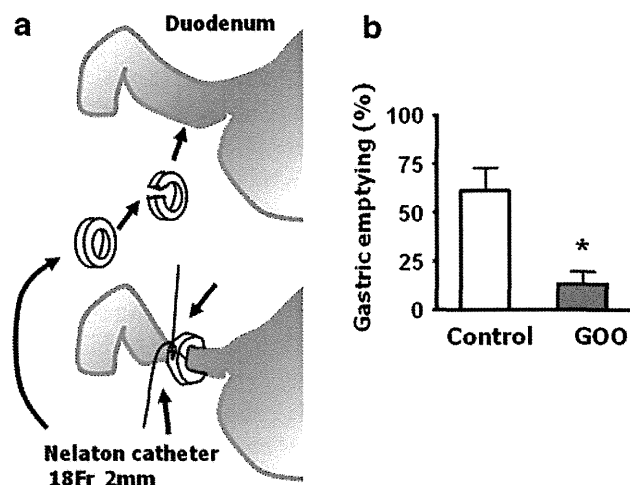 a
Duodenum
Nelaton catheter
18Fr 2mm
b
Gastric emptying (%)
100
75
50
25
0
*
Control GOO